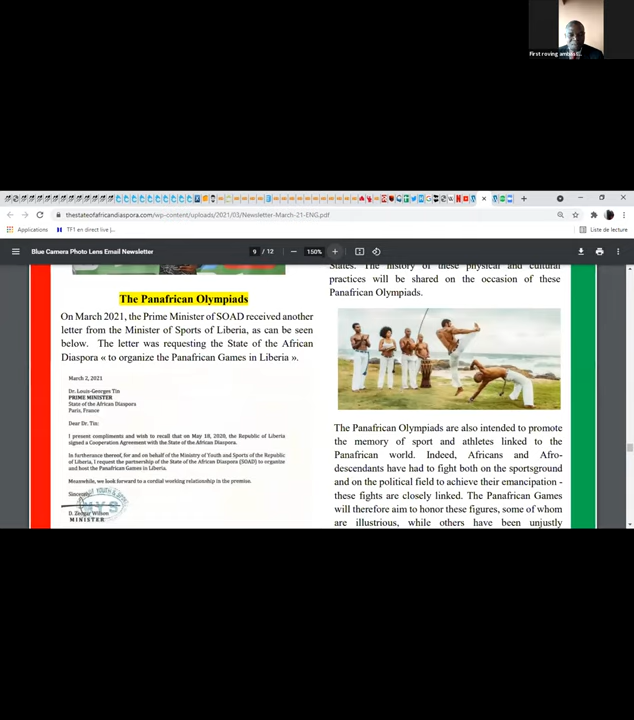 First roving ambass...
thestateofafricandiaspora.com/wp-content/uploads/2021/03/Newsletter-March-21-ENG.pdf
Applications TF1 en direct live |... Liste de lecture
Blue Camera Photo Lens Email Newsletter 9 / 12 150%
The Panafrican Olympiads
On March 2021, the Prime Minister of SOAD received another
letter from the Minister of Sports of Liberia, as can be seen
below. The letter was requesting the State of the African
Diaspora « to organize the Panafrican Games in Liberia ».
March 2, 2021
Dr. Louis-Georges Tin
PRIME MINISTER
State of the African Diaspora
Paris, France
Dear Dr. Tin:
I present compliments and wish to recall that on May 18, 2020, the Republic of Liberia
signed a Cooperation Agreement with the State of the African Diaspora.
In furtherance thereof, for and on behalf of the Ministry of Youth and Sports of the Republic
of Liberia, I request the partnership of the State of the African Diaspora (SOAD) to organize
and host the Panafrican Games in Liberia.
Meanwhile, we look forward to a cordial working relationship in the premise.
Sincerely,
D. Zeogar Wilson
MINISTER
States. The history of these physical and cultural
practices will be shared on the occasion of these
Panafrican Olympiads.
The Panafrican Olympiads are also intended to promote
the memory of sport and athletes linked to the
Panafrican world. Indeed, Africans and Afro-
descendants have had to fight both on the sportsground
and on the political field to achieve their emancipation -
these fights are closely linked. The Panafrican Games
will therefore aim to honor these figures, some of whom
are illustrious, while others have been unjustly